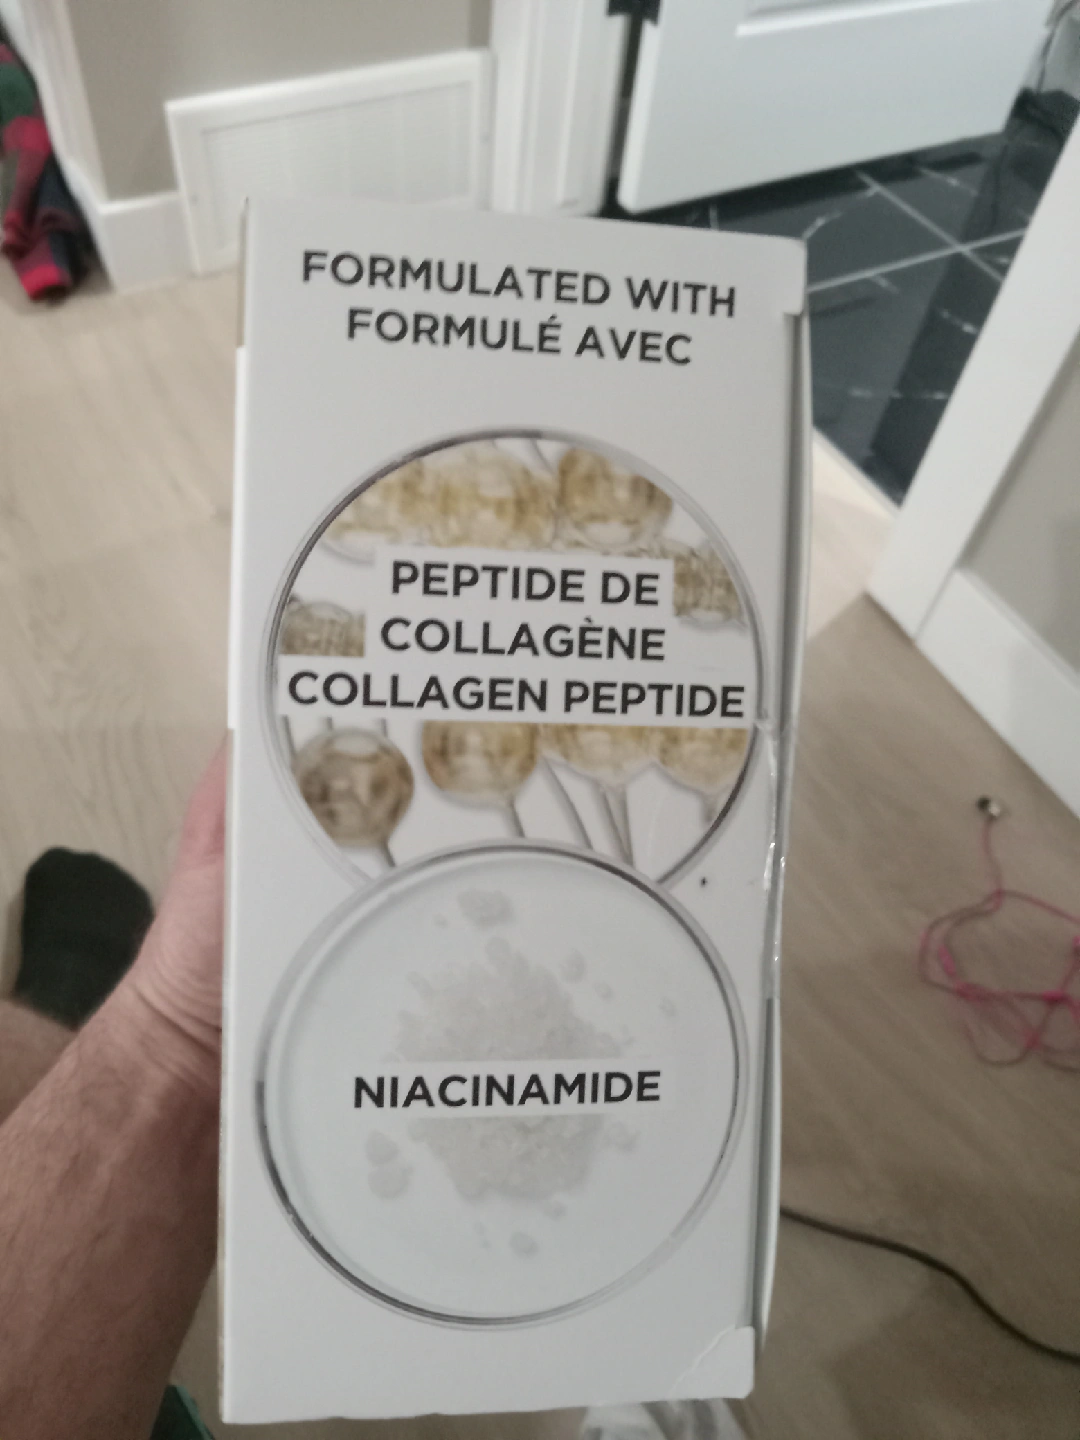 FORMULATED WITH
FORMULÉ AVEC
PEPTIDE DE
COLLAGÈNE
COLLAGEN PEPTIDE
NIACINAMIDE